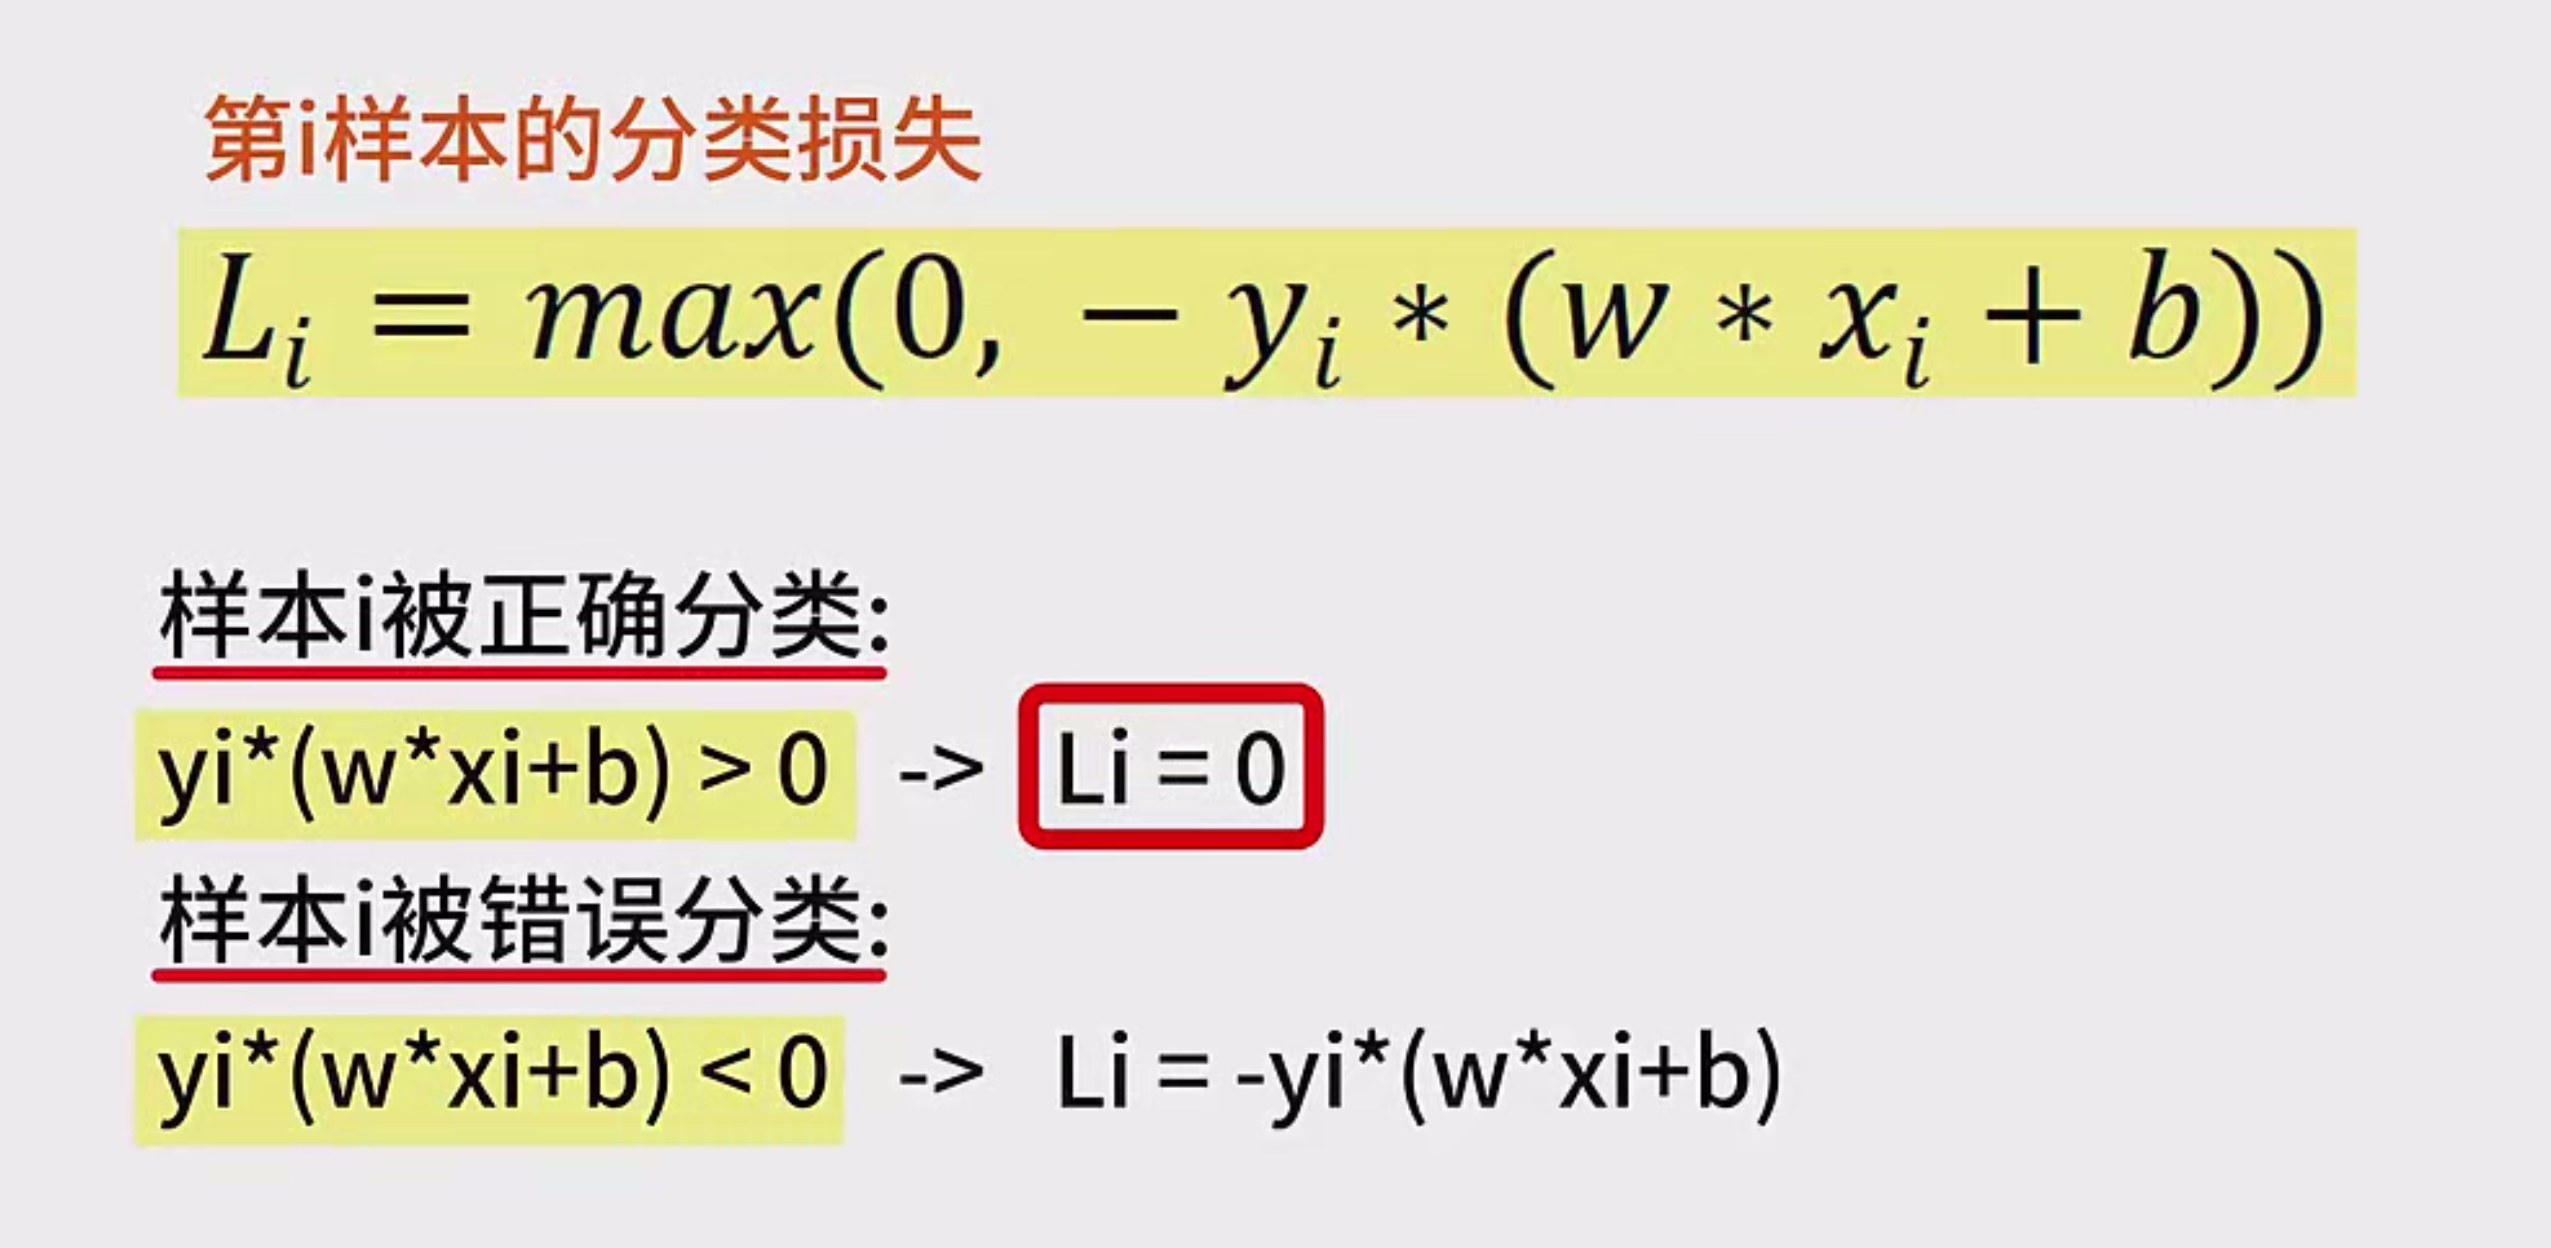 第i样本的分类损失
L_i = max(0, − y_i * (w * x_i + b))
样本i被正确分类:
yi*(w*xi+b) > 0 -> Li = 0
样本i被错误分类:
yi*(w*xi+b) < 0 -> Li = -yi*(w*xi+b)